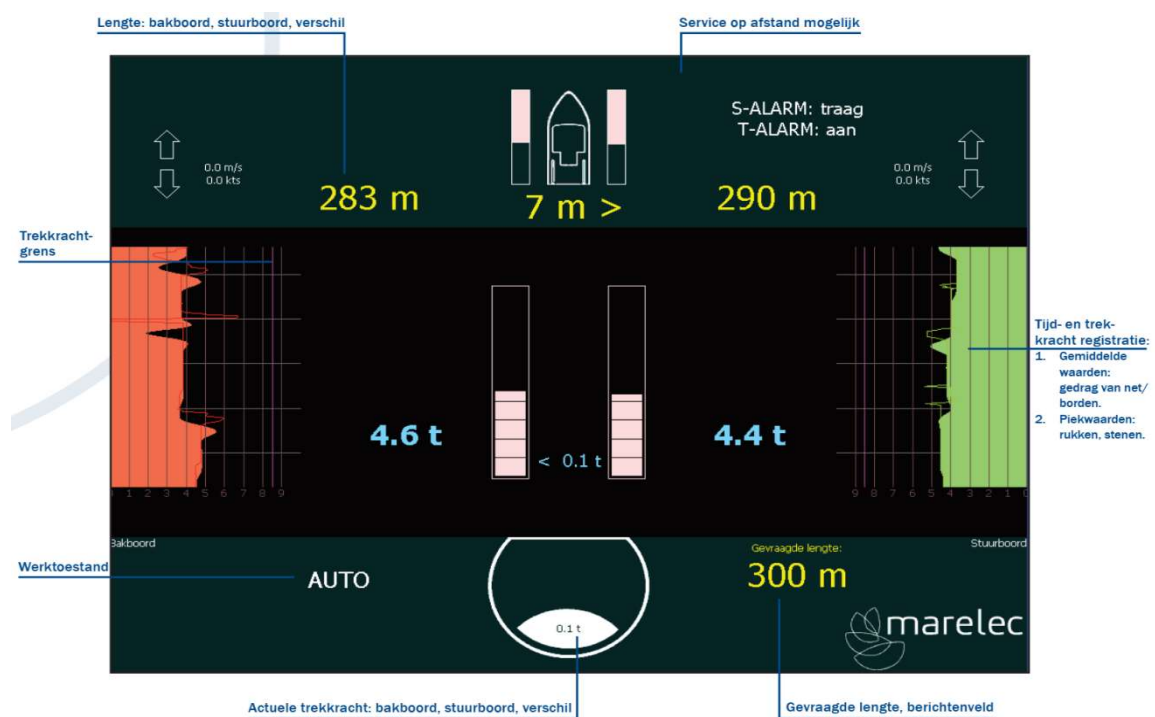 Lengte: bakboord, stuurboord, verschil
Service op afstand mogelijk
S-ALARM: traag
T-ALARM: aan
0.0 m/s
0.0 kts
0.0 m/s
0.0 kts
283 m
7 m >
290 m
Trekkracht-
grens
Tijd- en trek-
kracht registratie:
1. Gemiddelde
waarden:
gedrag van net/
borden.
2. Piekwaarden:
rukken, stenen.
4.6 t
< 0.1 t
4.4 t
1 2 3 4 5 6 7 8 9
9 8 7 6 5 4 3 2 1 0
Bakboord
Stuurboord
Werktoestand
AUTO
Gevraagde lengte:
300 m
0.1 t
marelec
Actuele trekkracht: bakboord, stuurboord, verschil
Gevraagde lengte, berichtenveld